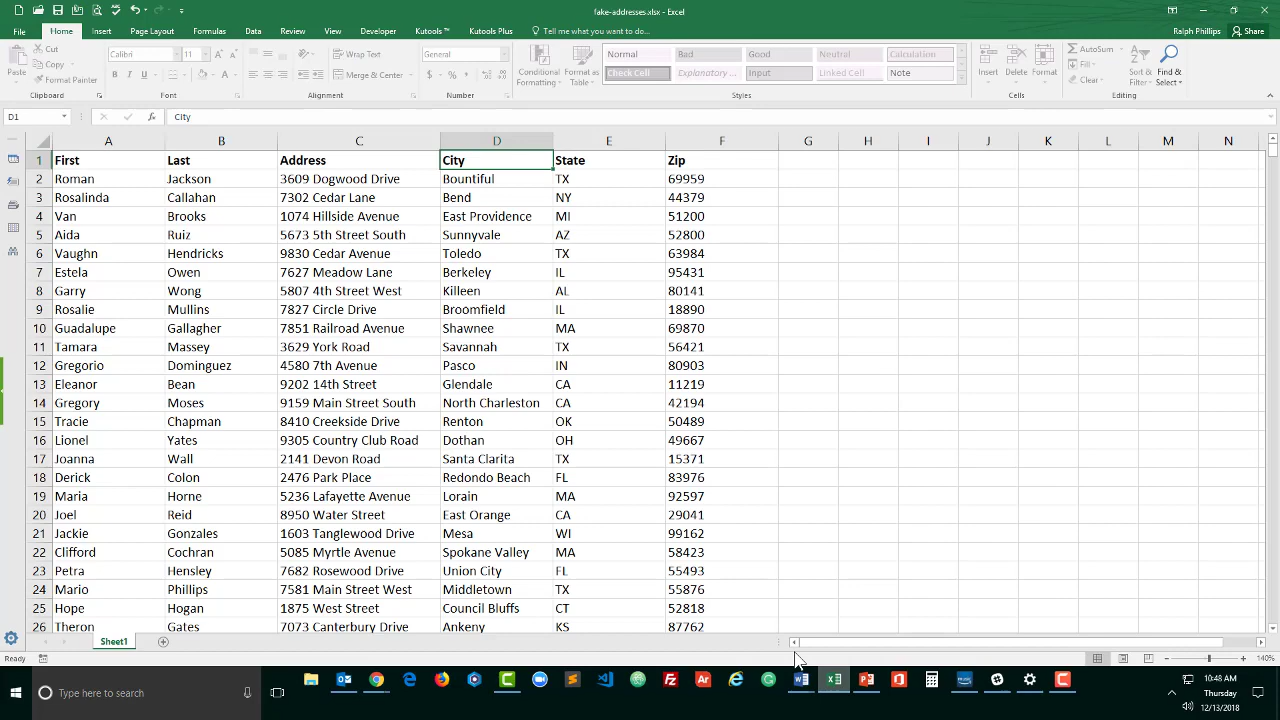 fake-addresses.xlsx - Excel
File Home Insert Page Layout Formulas Data Review View Developer Kutools ™ Kutools Plus Tell me what you want to do... Ralph Phillips Share
Cut
Copy
Format Painter
Paste
Clipboard
Calibri 11
B I U
A A
Font
Wrap Text
Merge & Center
Alignment
General
$ % ,
Number
Conditional Formatting
Format as Table
Normal Bad Good Neutral Calculation
Check Cell Explanatory ... Input Linked Cell Note
Styles
Insert Delete Format
Cells
AutoSum
Fill
Clear
Sort & Filter
Find & Select
Editing
D1 fx City
A B C D E F G H I J K L M N
1 First Last Address City State Zip
2 Roman Jackson 3609 Dogwood Drive Bountiful TX 69959
3 Rosalinda Callahan 7302 Cedar Lane Bend NY 44379
4 Van Brooks 1074 Hillside Avenue East Providence MI 51200
5 Aida Ruiz 5673 5th Street South Sunnyvale AZ 52800
6 Vaughn Hendricks 9830 Cedar Avenue Toledo TX 63984
7 Estela Owen 7627 Meadow Lane Berkeley IL 95431
8 Garry Wong 5807 4th Street West Killeen AL 80141
9 Rosalie Mullins 7827 Circle Drive Broomfield IL 18890
10 Guadalupe Gallagher 7851 Railroad Avenue Shawnee MA 69870
11 Tamara Massey 3629 York Road Savannah TX 56421
12 Gregorio Dominguez 4580 7th Avenue Pasco IN 80903
13 Eleanor Bean 9202 14th Street Glendale CA 11219
14 Gregory Moses 9159 Main Street South North Charleston CA 42194
15 Tracie Chapman 8410 Creekside Drive Renton OK 50489
16 Lionel Yates 9305 Country Club Road Dothan OH 49667
17 Joanna Wall 2141 Devon Road Santa Clarita TX 15371
18 Derick Colon 2476 Park Place Redondo Beach FL 83976
19 Maria Horne 5236 Lafayette Avenue Lorain MA 92597
20 Joel Reid 8950 Water Street East Orange CA 29041
21 Jackie Gonzales 1603 Tanglewood Drive Mesa WI 99162
22 Clifford Cochran 5085 Myrtle Avenue Spokane Valley MA 58423
23 Petra Hensley 7682 Rosewood Drive Union City FL 55493
24 Mario Phillips 7581 Main Street West Middletown TX 55876
25 Hope Hogan 1875 West Street Council Bluffs CT 52818
26 Theron Gates 7073 Canterbury Drive Ankeny KS 87762
Sheet1
Ready 140%
Type here to search
10:48 AM
Thursday
12/13/2018